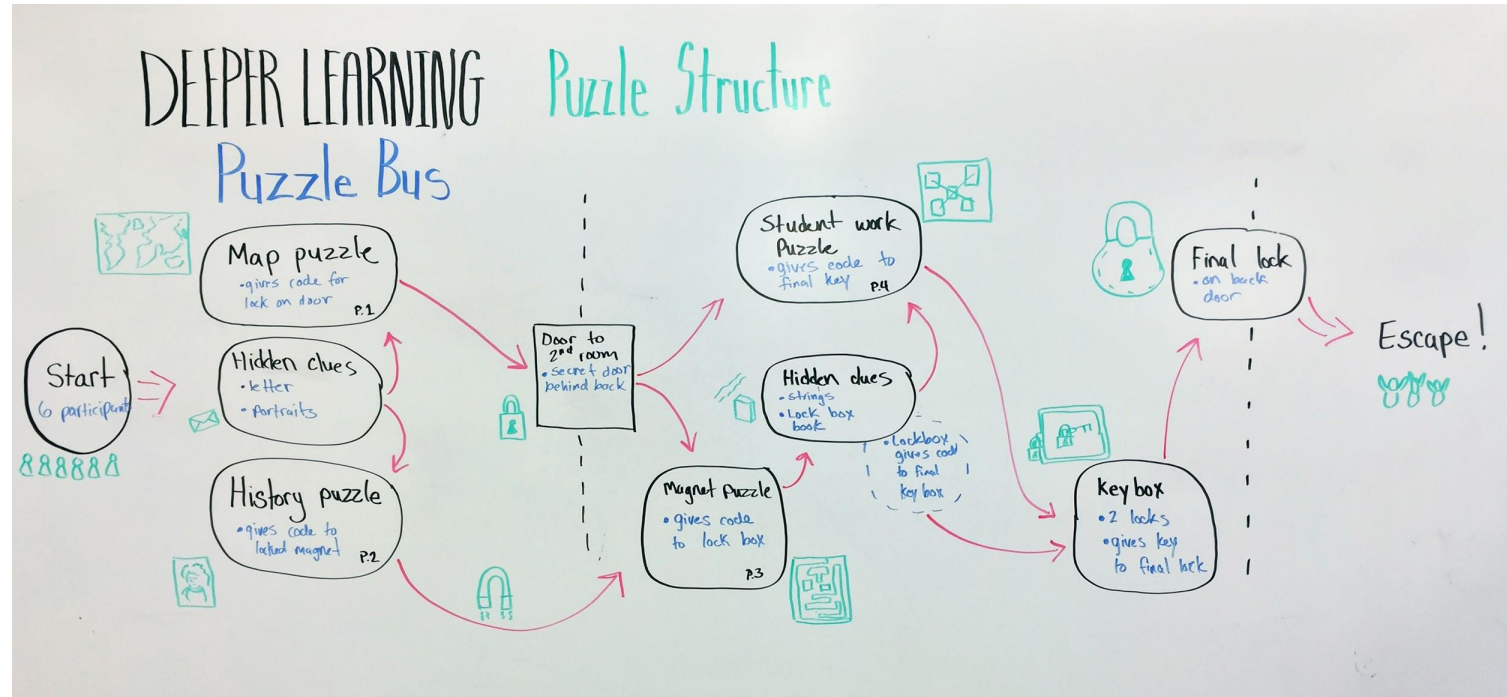 DEEPER LEARNING Puzzle Structure
Puzzle Bus
Start
6 participants
Map puzzle
• gives code for
lock on door
P.1
Hidden clues
• letter
• portraits
History puzzle
• gives code to
locked magnet
P.2
Door to
2nd room
• secret door
behind back
Student work
Puzzle
• gives code to
final key
P.4
Hidden clues
• strings
• Lock box
book
• Lockbox
gives code
to final
key box
Magnet Puzzle
• gives code
to lock box
P.3
Key box
• 2 locks
• gives key
to final lock
Final lock
• on back
door
Escape!